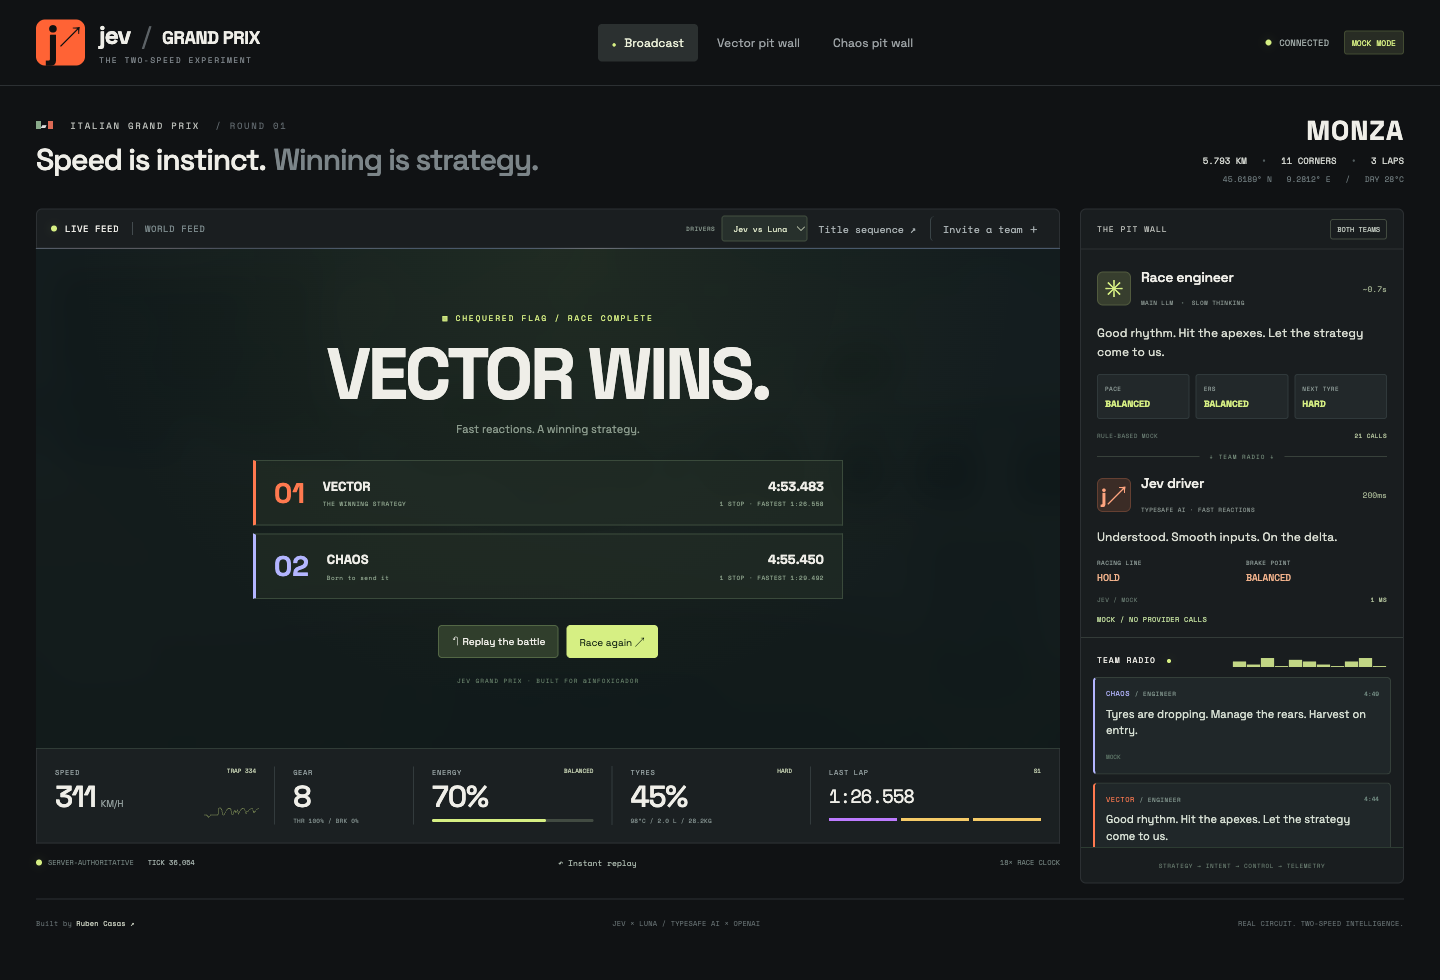 jev / GRAND PRIX
THE TWO-SPEED EXPERIMENT
Broadcast
Vector pit wall
Chaos pit wall
CONNECTED
MOCK MODE
ITALIAN GRAND PRIX / ROUND 01
Speed is instinct. Winning is strategy.
MONZA
5.793 KM · 11 CORNERS · 3 LAPS
45.6189° N 9.2812° E / DRY 28°C
LIVE FEED
WORLD FEED
DRIVERS
Jev vs Luna
Title sequence ↗
Invite a team +
CHEQUERED FLAG / RACE COMPLETE
VECTOR WINS.
Fast reactions. A winning strategy.
01
VECTOR
THE WINNING STRATEGY
4:53.483
1 STOP · FASTEST 1:26.558
02
CHAOS
Born to send it
4:55.450
1 STOP · FASTEST 1:29.492
Replay the battle
Race again ↗
JEV GRAND PRIX · BUILT FOR @INFOXICADOR
SPEED
TRAP 334
311 KM/H
GEAR
8
THR 100% / BRK 0%
ENERGY
BALANCED
70%
TYRES
HARD
45%
98°C / 2.0 L / 28.2KG
LAST LAP
S1
1:26.558
SERVER-AUTHORITATIVE TICK 36,054
↶ Instant replay
18× RACE CLOCK
THE PIT WALL
BOTH TEAMS
Race engineer
MAIN LLM · SLOW THINKING
~0.7s
Good rhythm. Hit the apexes. Let the strategy
come to us.
PACE
BALANCED
ERS
BALANCED
NEXT TYRE
HARD
RULE-BASED MOCK
21 CALLS
↓ TEAM RADIO ↓
j
Jev driver
TYPESAFE AI · FAST REACTIONS
200ms
Understood. Smooth inputs. On the delta.
RACING LINE
HOLD
BRAKE POINT
BALANCED
JEV / MOCK
1 MS
MOCK / NO PROVIDER CALLS
TEAM RADIO
CHAOS / ENGINEER
4:49
Tyres are dropping. Manage the rears. Harvest on
entry.
MOCK
VECTOR / ENGINEER
4:44
Good rhythm. Hit the apexes. Let the strategy
come to us.
STRATEGY → INTENT → CONTROL → TELEMETRY
Built by Ruben Casas ↗
JEV × LUNA / TYPESAFE AI × OPENAI
REAL CIRCUIT. TWO-SPEED INTELLIGENCE.